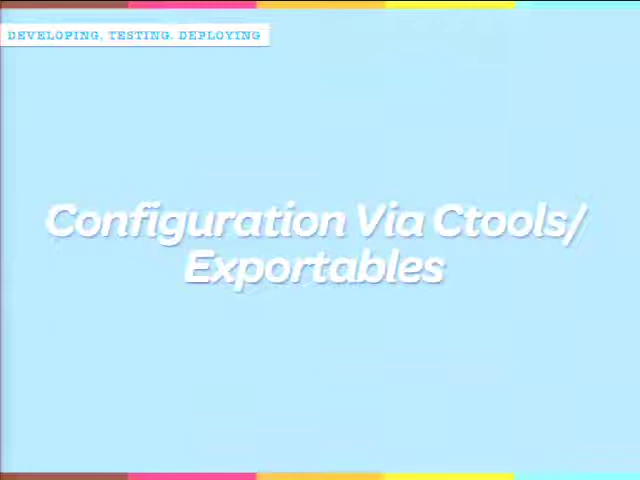 DEVELOPING, TESTING, DEPLOYING
Configuration Via Ctools/
Exportables